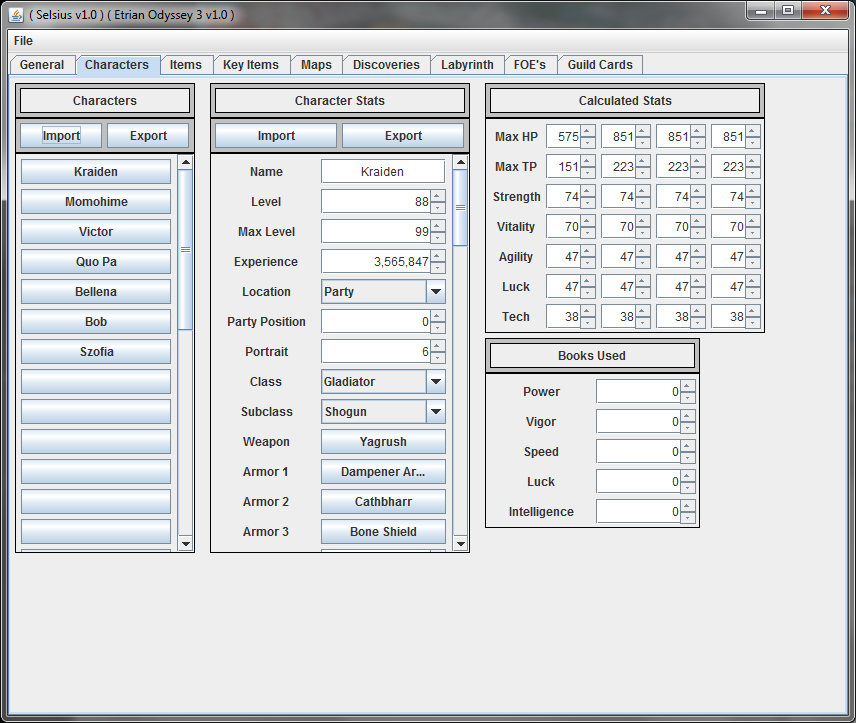 ( Selsius v1.0 ) ( Etrian Odyssey 3 v1.0 )
File
General Characters Items Key Items Maps Discoveries Labyrinth FOE's Guild Cards
Characters
Import Export
Kraiden
Momohime
Victor
Quo Pa
Bellena
Bob
Szofia
Character Stats
Import Export
Name Kraiden
Level 88
Max Level 99
Experience 3,565,847
Location Party
Party Position 0
Portrait 6
Class Gladiator
Subclass Shogun
Weapon Yagrush
Armor 1 Dampener Ar...
Armor 2 Cathbharr
Armor 3 Bone Shield
Calculated Stats
Max HP 575 851 851 851
Max TP 151 223 223 223
Strength 74 74 74 74
Vitality 70 70 70 70
Agility 47 47 47 47
Luck 47 47 47 47
Tech 38 38 38 38
Books Used
Power 0
Vigor 0
Speed 0
Luck 0
Intelligence 0